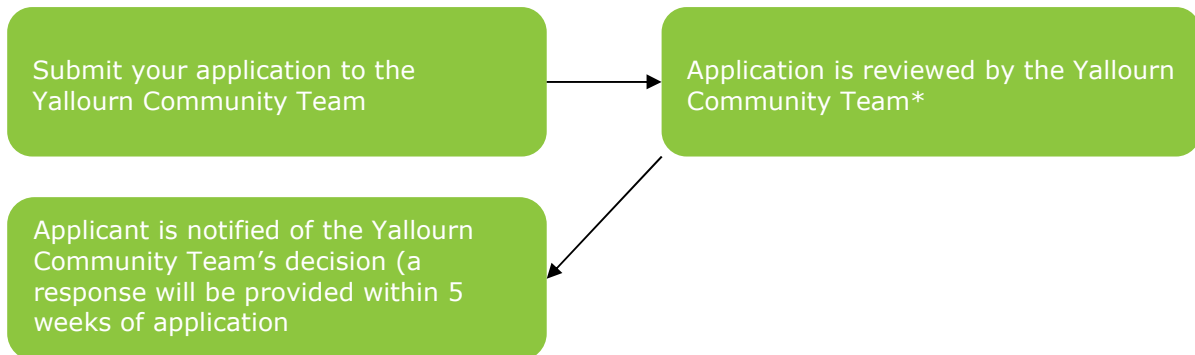 Submit your application to the
Yallourn Community Team
Application is reviewed by the Yallourn
Community Team*
Applicant is notified of the Yallourn
Community Team’s decision (a
response will be provided within 5
weeks of application